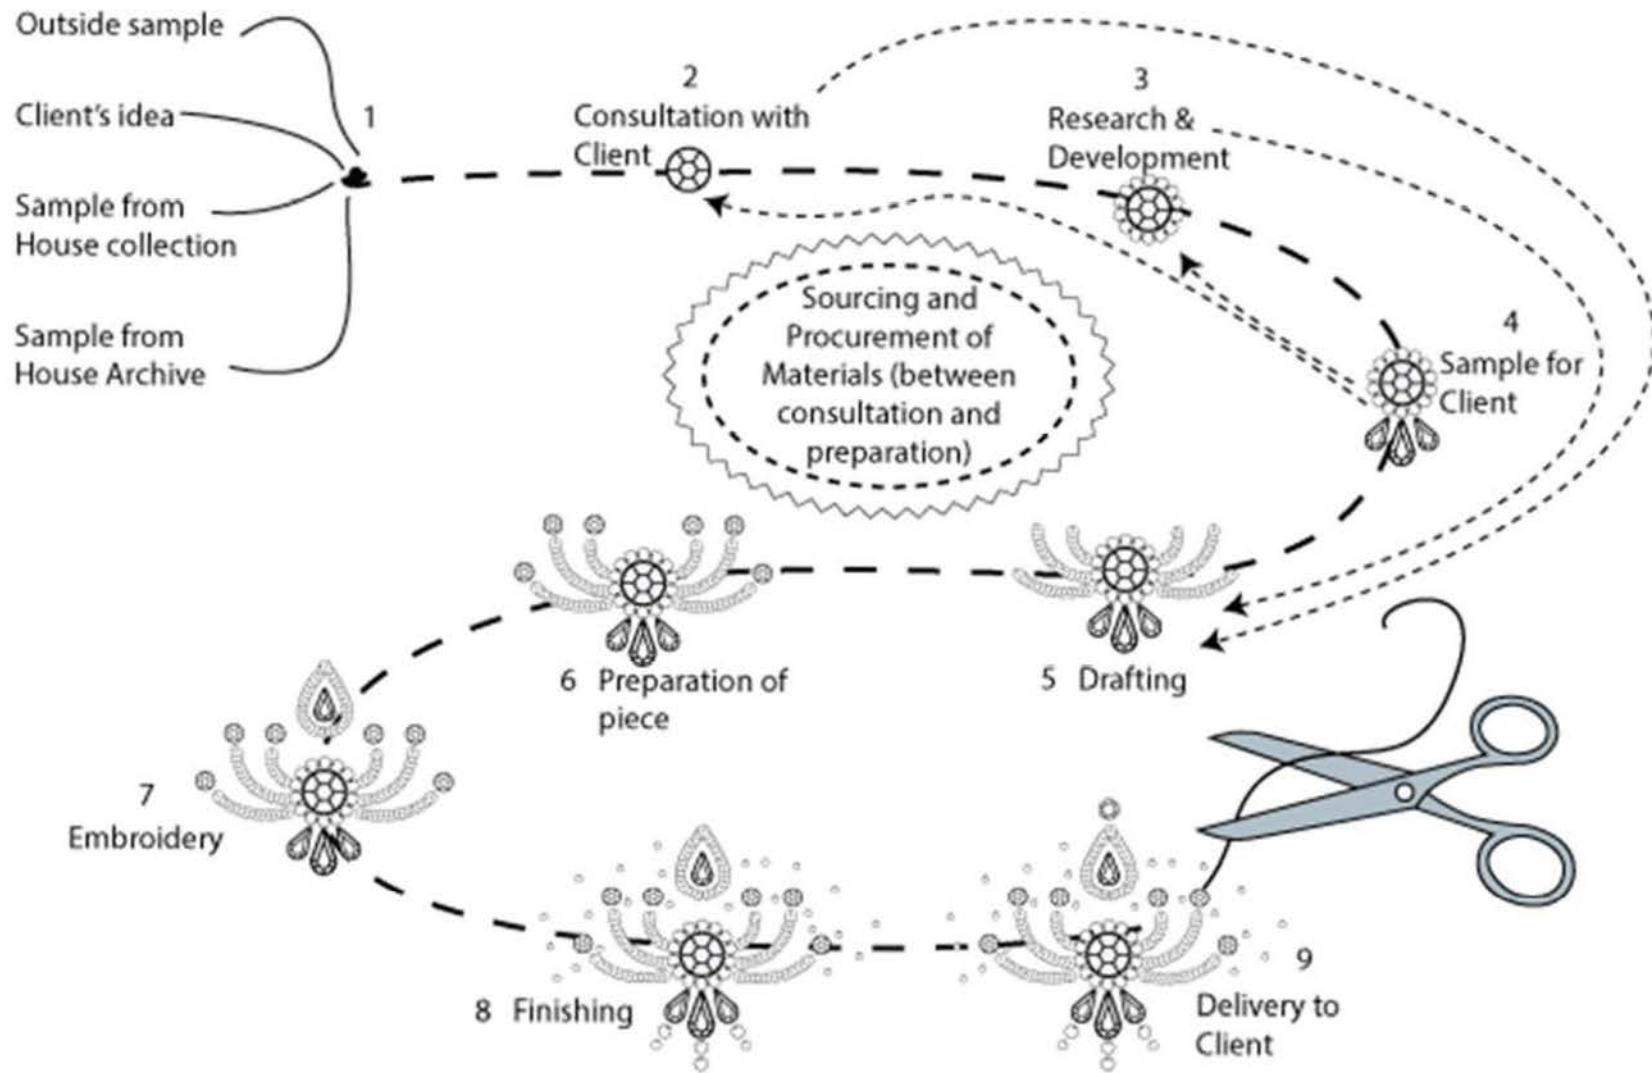 Outside sample
Client's idea
Sample from
House collection
Sample from
House Archive
1
2
Consultation with
Client
3
Research &
Development
4
Sample for
Client
Sourcing and
Procurement of
Materials (between
consultation and
preparation)
5 Drafting
6 Preparation of
piece
7
Embroidery
8 Finishing
9
Delivery to
Client